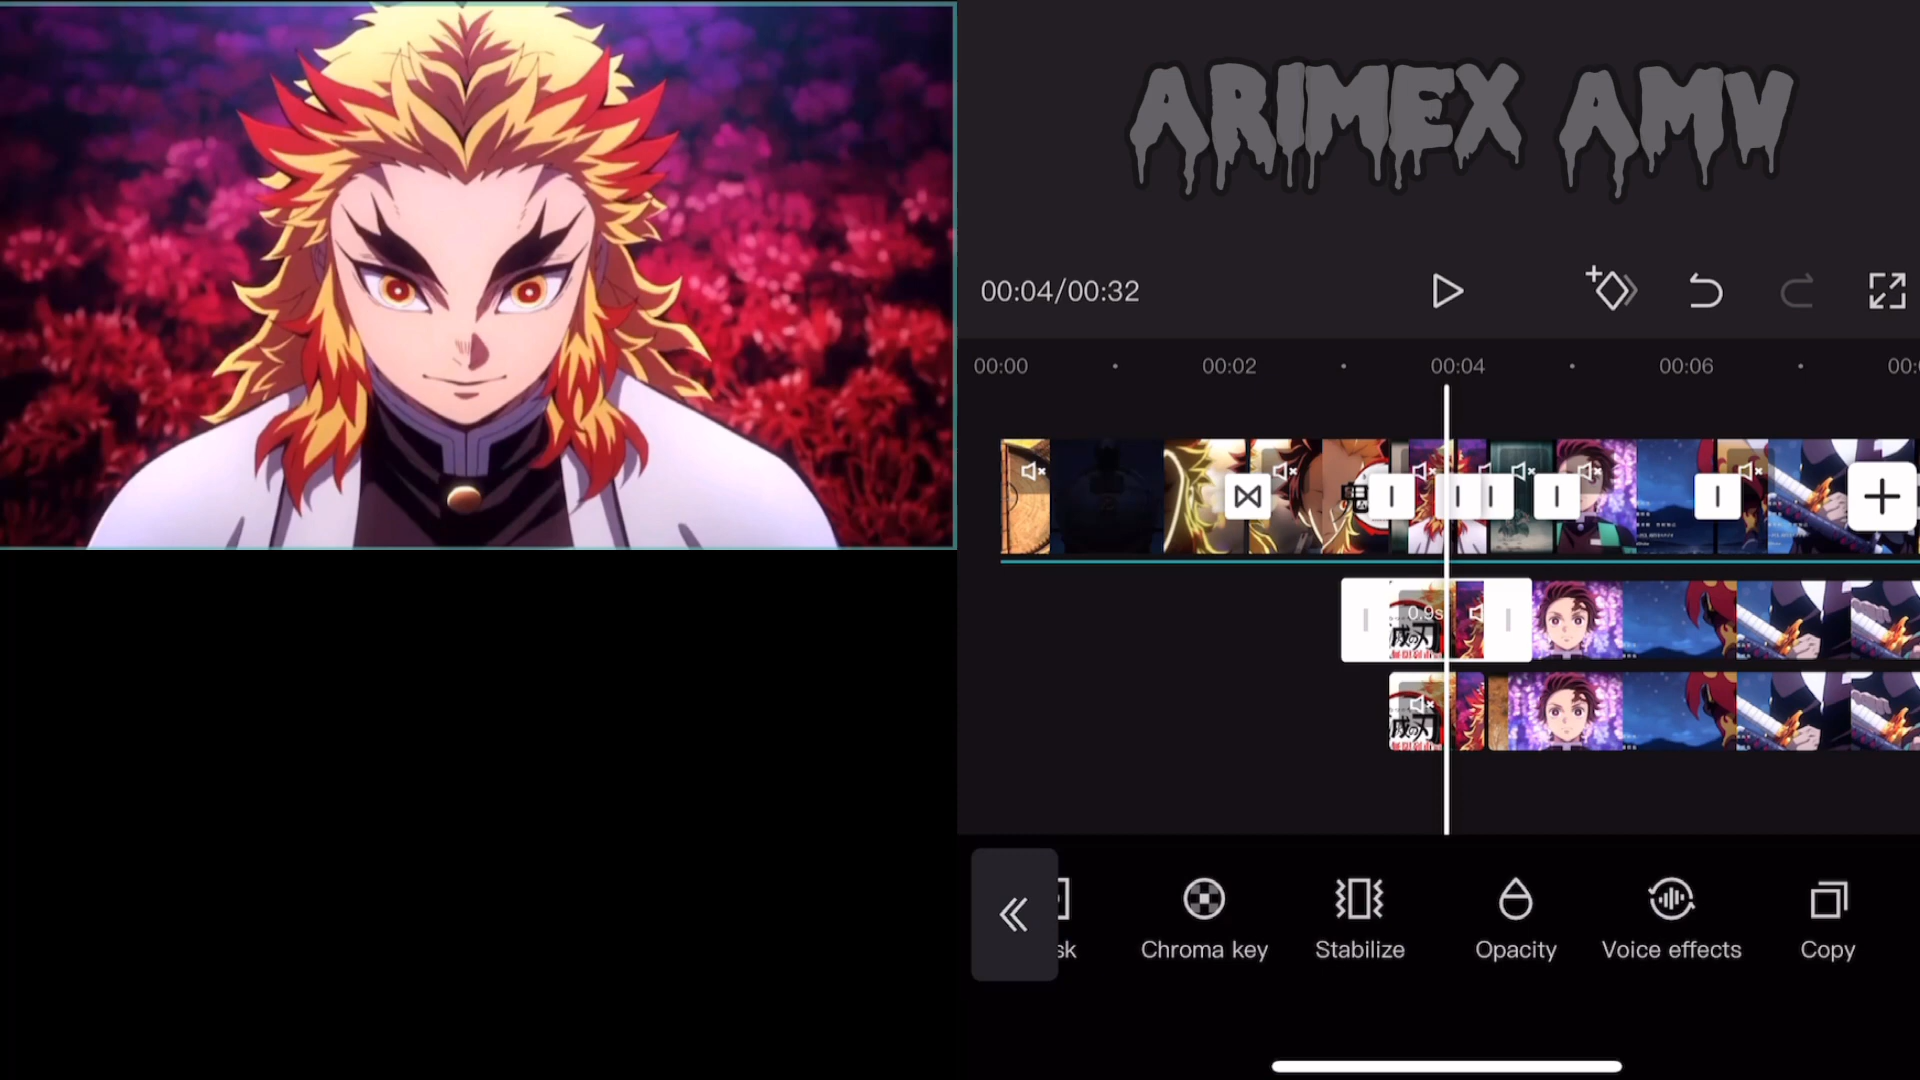 ARIMEX AMV
00:04/00:32
00:00
00:02
00:04
00:06
0.9s
Chroma key
Stabilize
Opacity
Voice effects
Copy